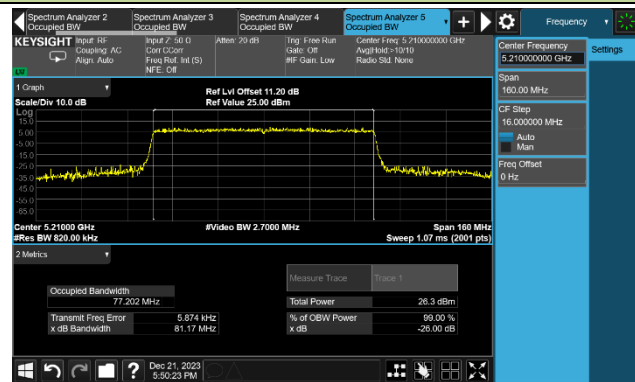 Spectrum Analyzer 2
Occupied BW
Spectrum Analyzer 3
Occupied BW
Spectrum Analyzer 4
Occupied BW
Spectrum Analyzer 5
Occupied BW
Frequency
KEYSIGHT
Input: RF
Coupling: AC
Align: Auto
Input Z: 50 Ω
Corr CCorr
Freq Ref: Int (S)
NFE: Off
Atten: 20 dB
Trig: Free Run
Gate: Off
#IF Gain: Low
Center Freq: 5.210000000 GHz
Avg|Hold:>10/10
Radio Std: None
LV
Center Frequency
5.210000000 GHz
Settings
Span
160.00 MHz
CF Step
16.000000 MHz
Auto
Man
Freq Offset
0 Hz
1 Graph
Scale/Div 10.0 dB
Ref Lvl Offset 11.20 dB
Ref Value 25.00 dBm
Log
15.0
5.00
-5.00
-15.0
-25.0
-35.0
-45.0
-55.0
-65.0
Center 5.21000 GHz
#Res BW 820.00 kHz
#Video BW 2.7000 MHz
Span 160 MHz
Sweep 1.07 ms (2001 pts)
2 Metrics
Measure Trace
Trace 1
Occupied Bandwidth
77.202 MHz
Total Power
26.3 dBm
Transmit Freq Error
5.874 kHz
% of OBW Power
99.00 %
x dB Bandwidth
81.17 MHz
x dB
-26.00 dB
Dec 21, 2023
5:50:23 PM